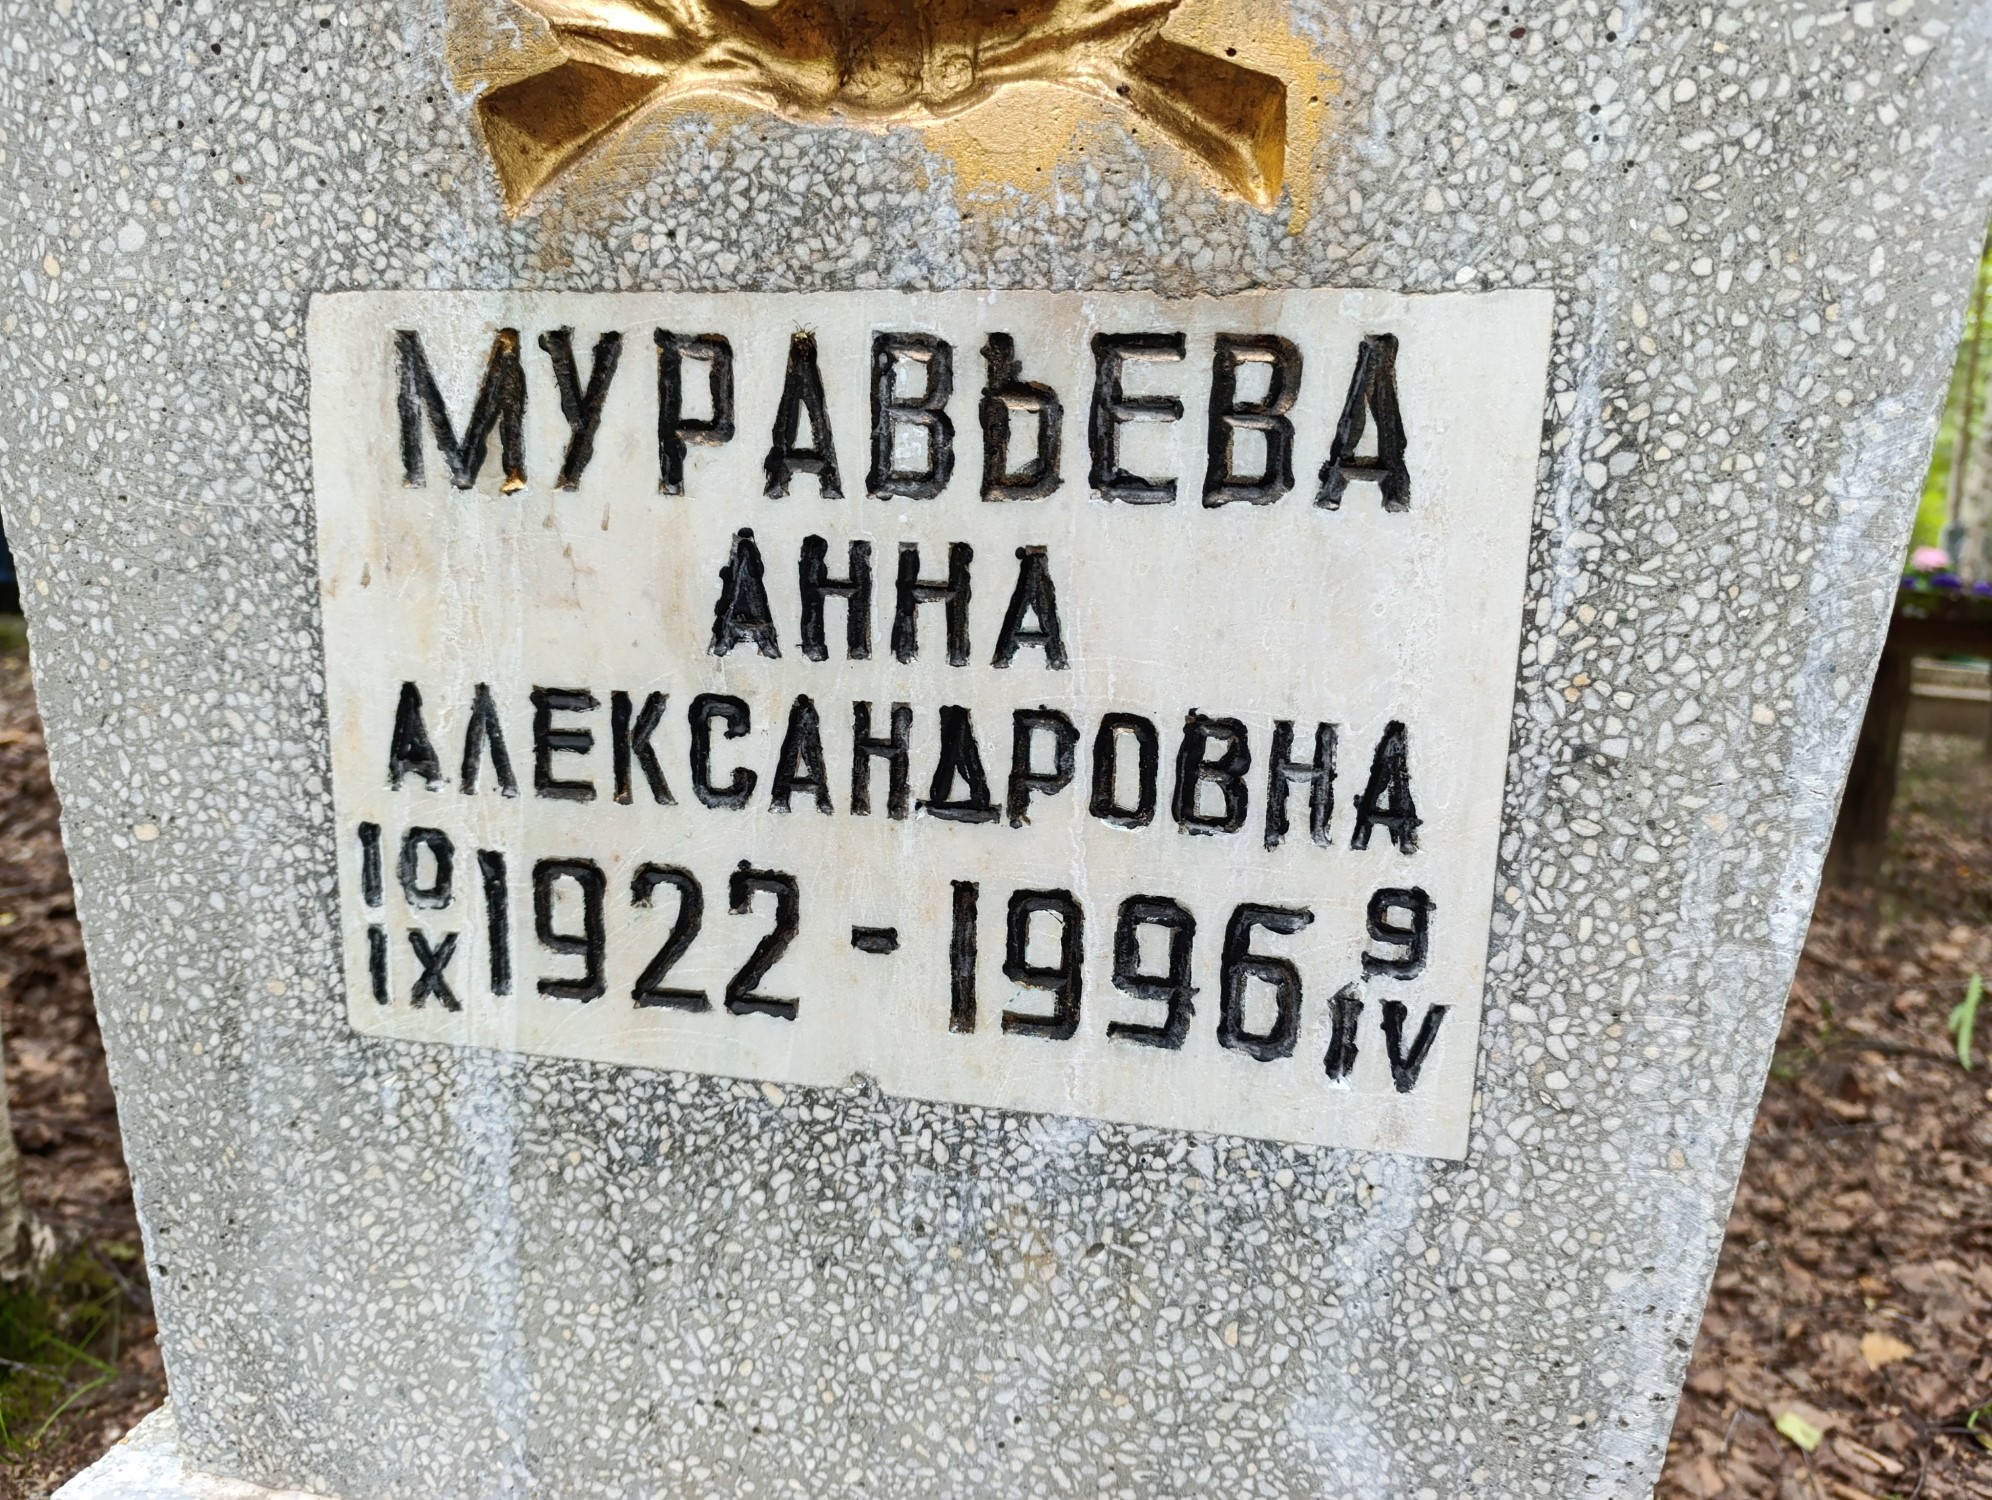 МУРАВЬЕВА
АННА
АЛЕКСАНДРОВНА
10 IX 1922 - 1996 9 IV